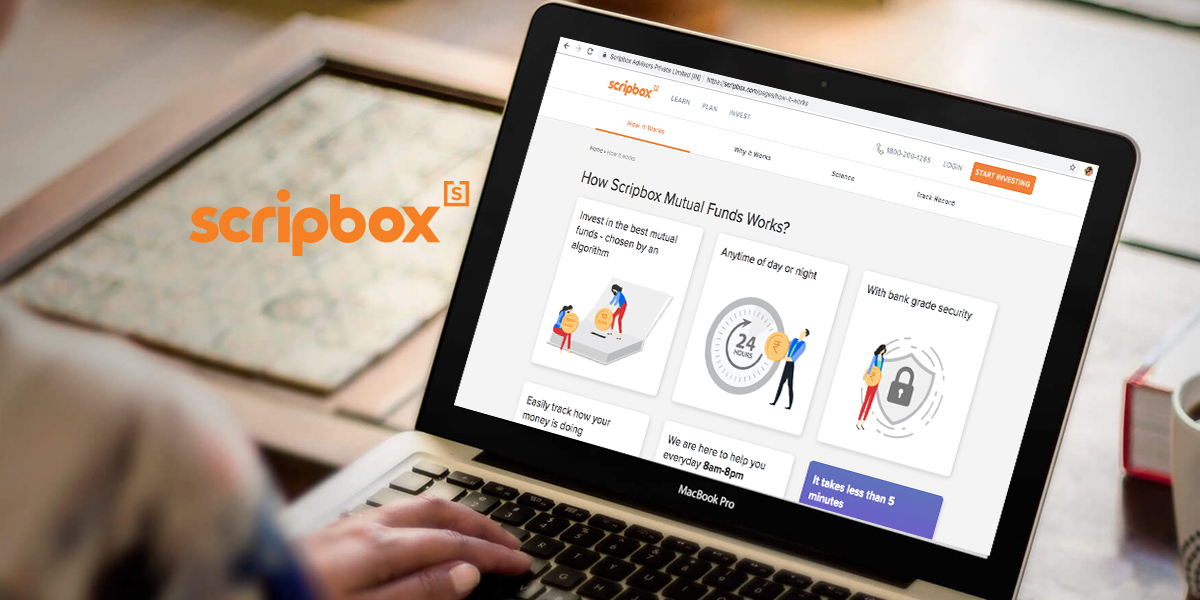 scripbox [s]
Scripbox Advisors Private Limited [IN] | https://scripbox.com/pages/how-it-works
scripbox [s]
LEARN PLAN INVEST
1800-200-1265 LOGIN START INVESTING
How It Works
Why It Works
Science
Track Record
Home • How it works
How Scripbox Mutual Funds Works?
Invest in the best mutual
funds - chosen by an
algorithm
Anytime of day or night
24
HOURS
₹
With bank grade security
₹
Easily track how your
money is doing
We are here to help you
everyday 8am-8pm
It takes less than 5
minutes
MacBook Pro